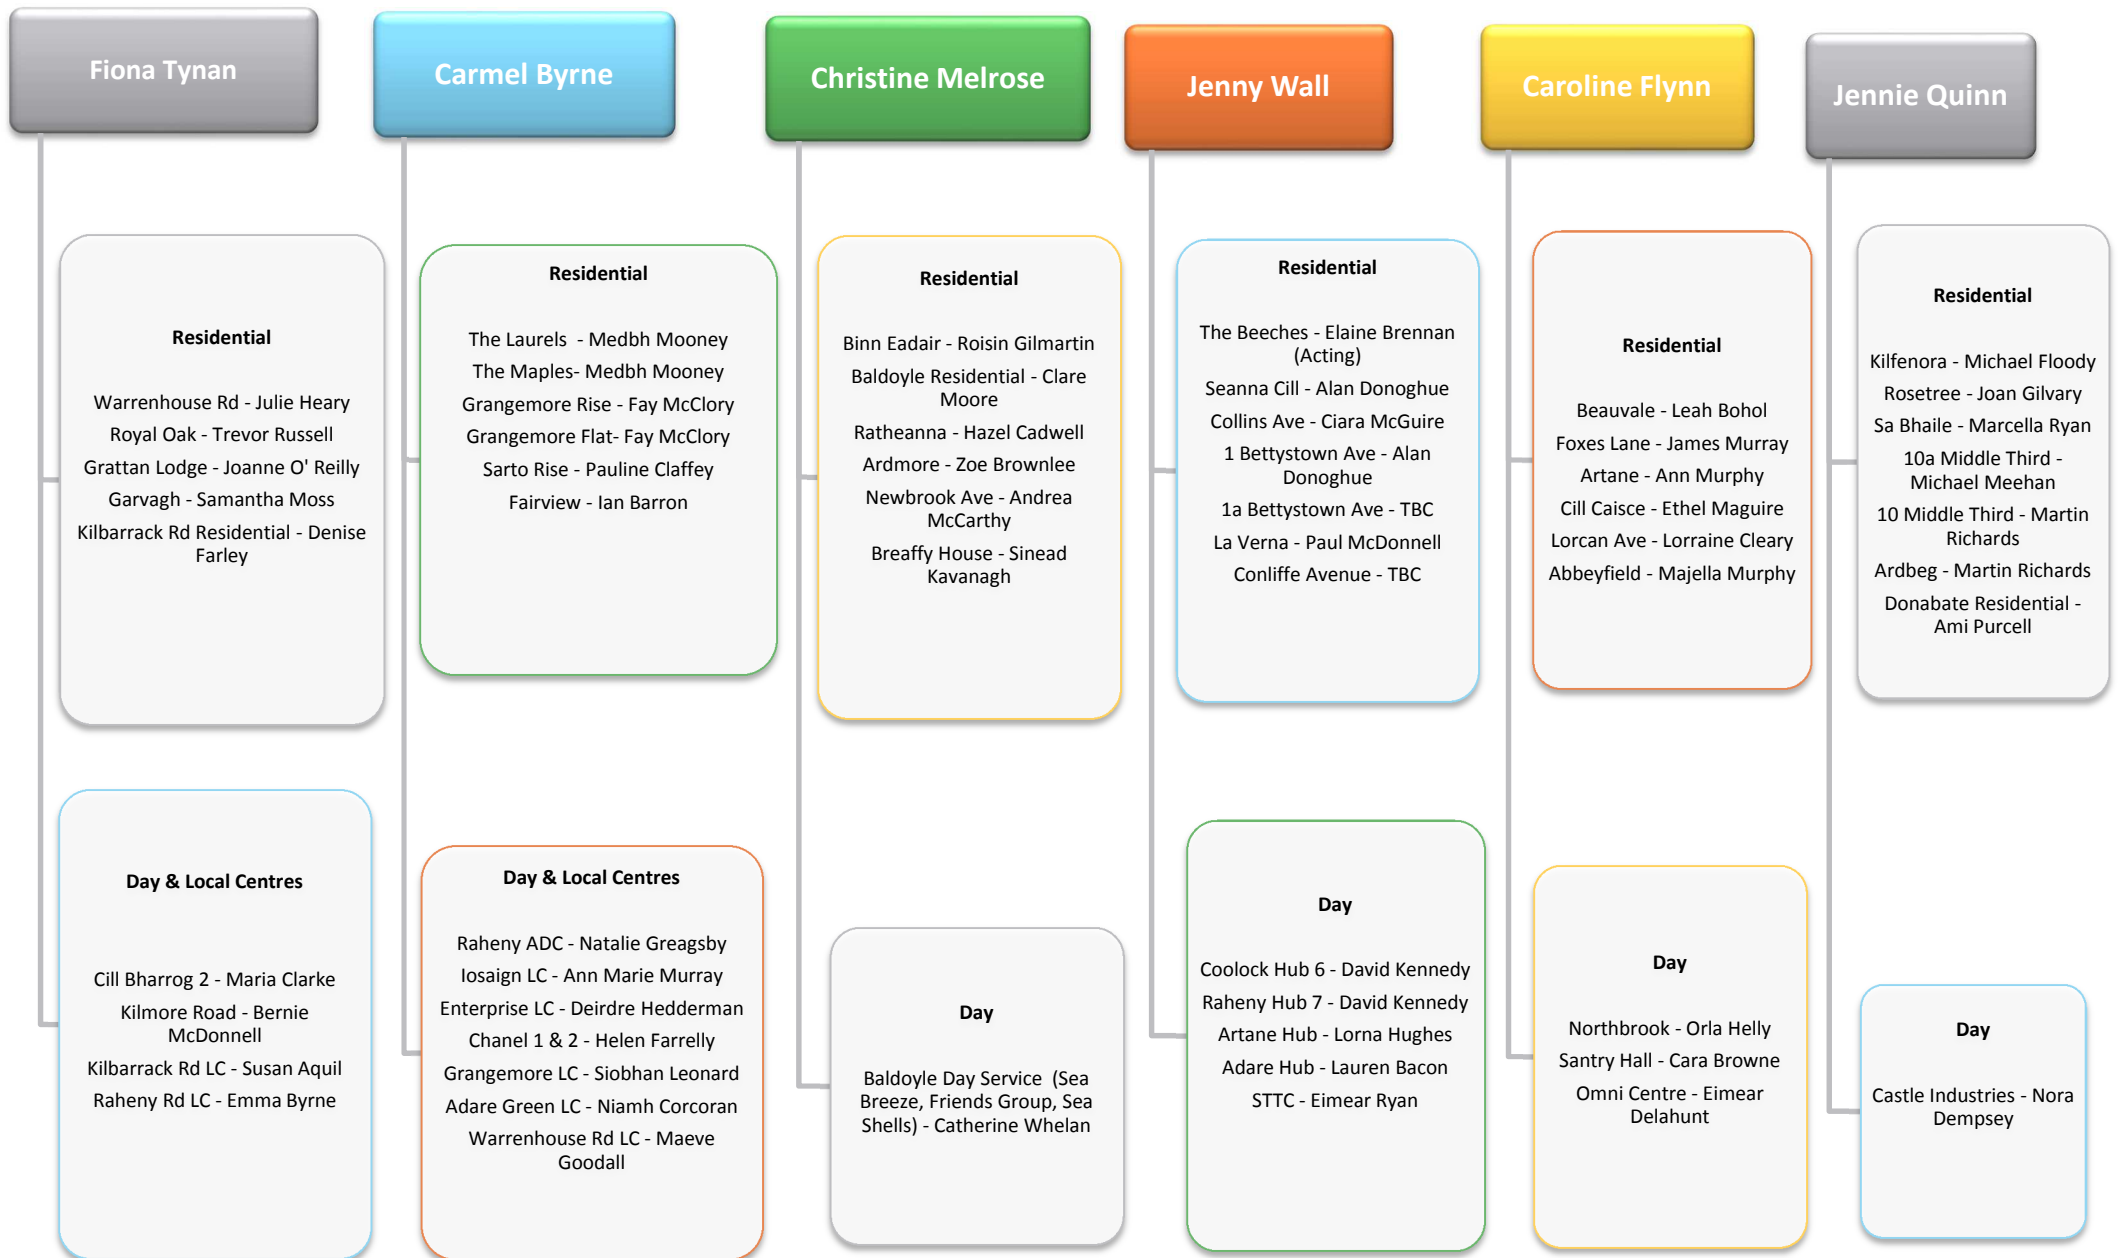 Fiona Tynan
Residential
Warrenhouse Rd - Julie Heary
Royal Oak - Trevor Russell
Grattan Lodge - Joanne O' Reilly
Garvagh - Samantha Moss
Kilbarrack Rd Residential - Denise
Farley
Day & Local Centres
Cill Bharrog 2 - Maria Clarke
Kilmore Road - Bernie
McDonnell
Kilbarrack Rd LC - Susan Aquil
Raheny Rd LC - Emma Byrne
Carmel Byrne
Residential
The Laurels  - Medbh Mooney
The Maples- Medbh Mooney
Grangemore Rise - Fay McClory
Grangemore Flat- Fay McClory
Sarto Rise - Pauline Claffey
Fairview - Ian Barron
Day & Local Centres
Raheny ADC - Natalie Greagsby
Iosaign LC - Ann Marie Murray
Enterprise LC - Deirdre Hedderman
Chanel 1 & 2 - Helen Farrelly
Grangemore LC - Siobhan Leonard
Adare Green LC - Niamh Corcoran
Warrenhouse Rd LC - Maeve
Goodall
Christine Melrose
Residential
Binn Eadair - Roisin Gilmartin
Baldoyle Residential - Clare
Moore
Ratheanna - Hazel Cadwell
Ardmore - Zoe Brownlee
Newbrook Ave - Andrea
McCarthy
Breaffy House - Sinead
Kavanagh
Day
Baldoyle Day Service  (Sea
Breeze, Friends Group, Sea
Shells) - Catherine Whelan
Jenny Wall
Residential
The Beeches - Elaine Brennan
(Acting)
Seanna Cill - Alan Donoghue
Collins Ave - Ciara McGuire
1 Bettystown Ave - Alan
Donoghue
1a Bettystown Ave - TBC
La Verna - Paul McDonnell
Conliffe Avenue - TBC
Day
Coolock Hub 6 - David Kennedy
Raheny Hub 7 - David Kennedy
Artane Hub - Lorna Hughes
Adare Hub - Lauren Bacon
STTC - Eimear Ryan
Caroline Flynn
Residential
Beauvale - Leah Bohol
Foxes Lane - James Murray
Artane - Ann Murphy
Cill Caisce - Ethel Maguire
Lorcan Ave - Lorraine Cleary
Abbeyfield - Majella Murphy
Day
Northbrook - Orla Helly
Santry Hall - Cara Browne
Omni Centre - Eimear
Delahunt
Jennie Quinn
Residential
Kilfenora - Michael Floody
Rosetree - Joan Gilvary
Sa Bhaile - Marcella Ryan
10a Middle Third -
Michael Meehan
10 Middle Third - Martin
Richards
Ardbeg - Martin Richards
Donabate Residential -
Ami Purcell
Day
Castle Industries - Nora
Dempsey